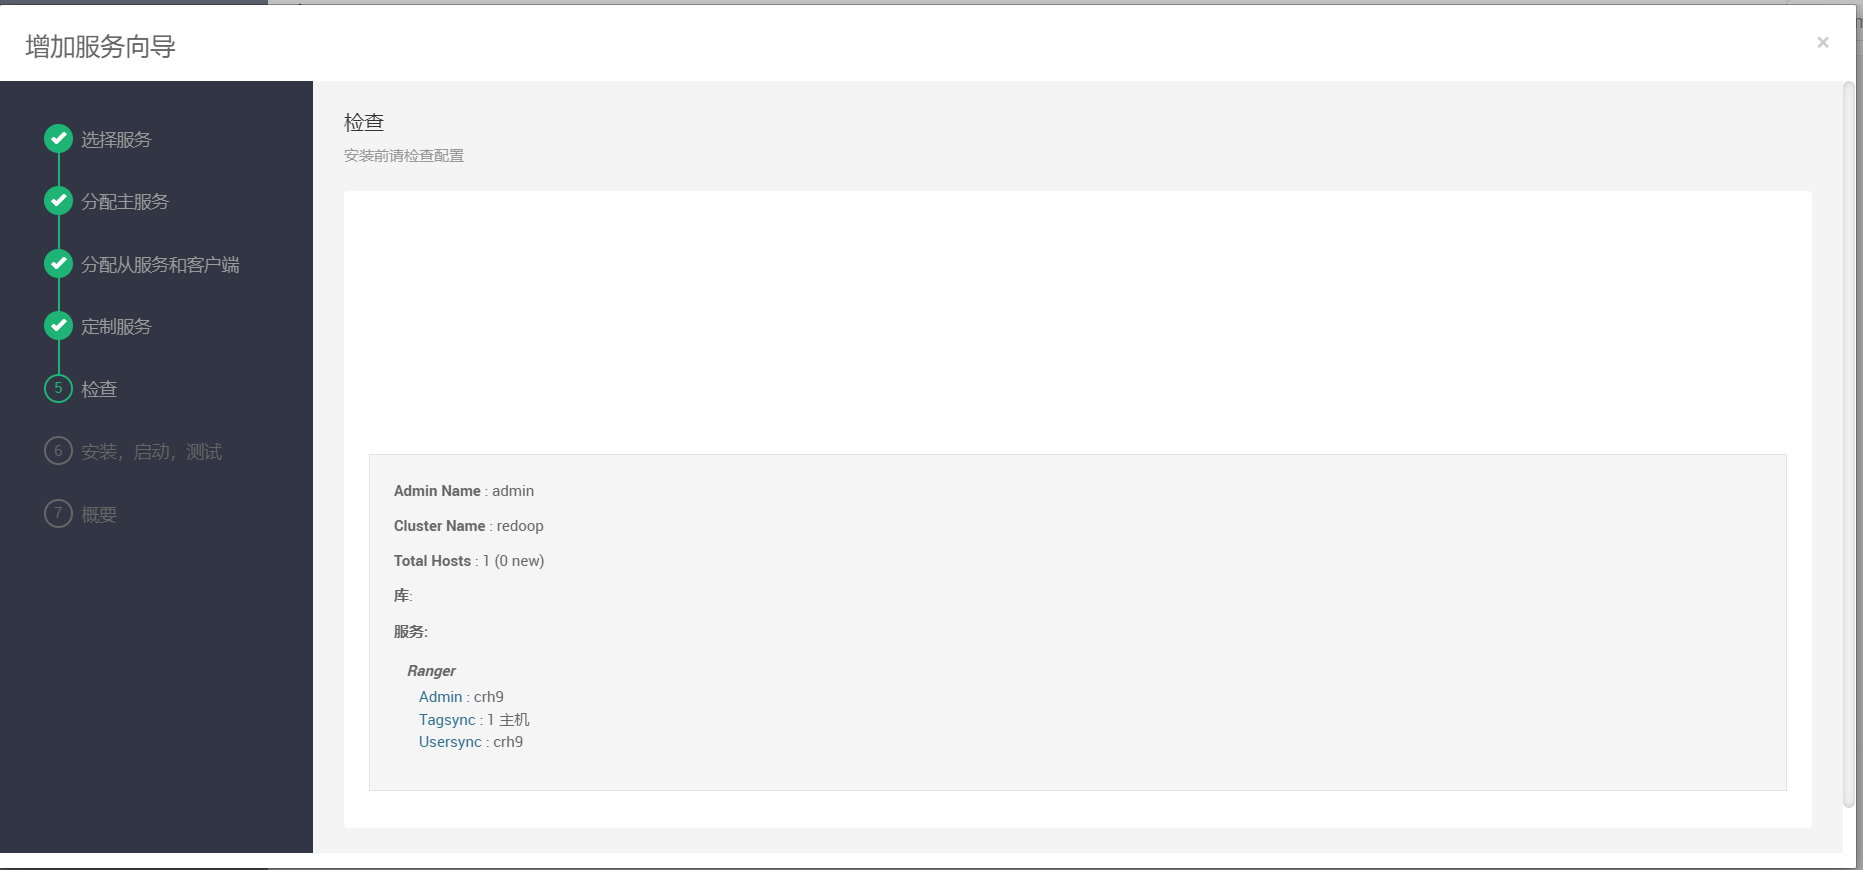 增加服务向导
×
选择服务
分配主服务
分配从服务和客户端
定制服务
5 检查
6 安装，启动，测试
7 概要
检查
安装前请检查配置
Admin Name : admin
Cluster Name : redoop
Total Hosts : 1 (0 new)
库:
服务:
Ranger
Admin : crh9
Tagsync : 1 主机
Usersync : crh9